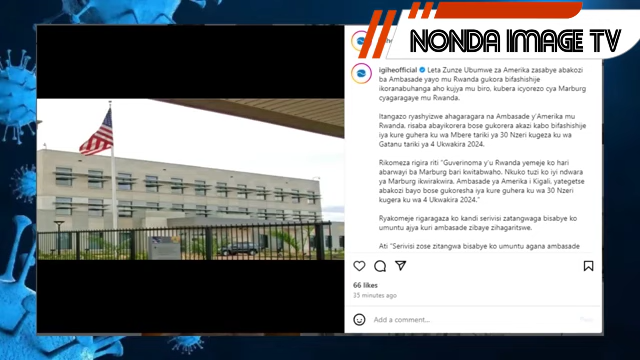 NONDA IMAGE TV
igiheofficial Leta Zunze Ubumwe za Amerika zasabye abakozi
ba Ambasade yayo mu Rwanda gukora bifashishije
ikoranabuhanga aho kujya mu biro, kubera icyorezo cya Marburg
cyagaragaye mu Rwanda.
Itangazo ryashyizwe ahagaragara na Ambasade y'Amerika mu
Rwanda, risaba abayikorera bose gukorera akazi kabo bifashishije
iya kure guhera ku wa Mbere tariki ya 30 Nzeri kugeza ku wa
Gatanu tariki ya 4 Ukwakira 2024.
Rikomeza rigira riti "Guverinoma y'u Rwanda yemeje ko hari
abarwayi ba Marburg bari kwitabwaho. Nkuko tuzi ko iyi ndwara
ya Marburg ikwirakwira. Ambasade ya Amerika i Kigali, yategetse
abakozi bayo bose gukoresha iya kure guhera ku wa 30 Nzeri
kugera ku wa 4 Ukwakira 2024."
Ryakomeje rigaragaza ko kandi serivisi zatangwaga bisabye ko
umuntu ajya kuri ambasade zibaye zihagaritswe.
Ati "Serivisi zose zitangwa bisabye ko umuntu agana ambasade
66 likes
35 minutes ago
Add a comment...